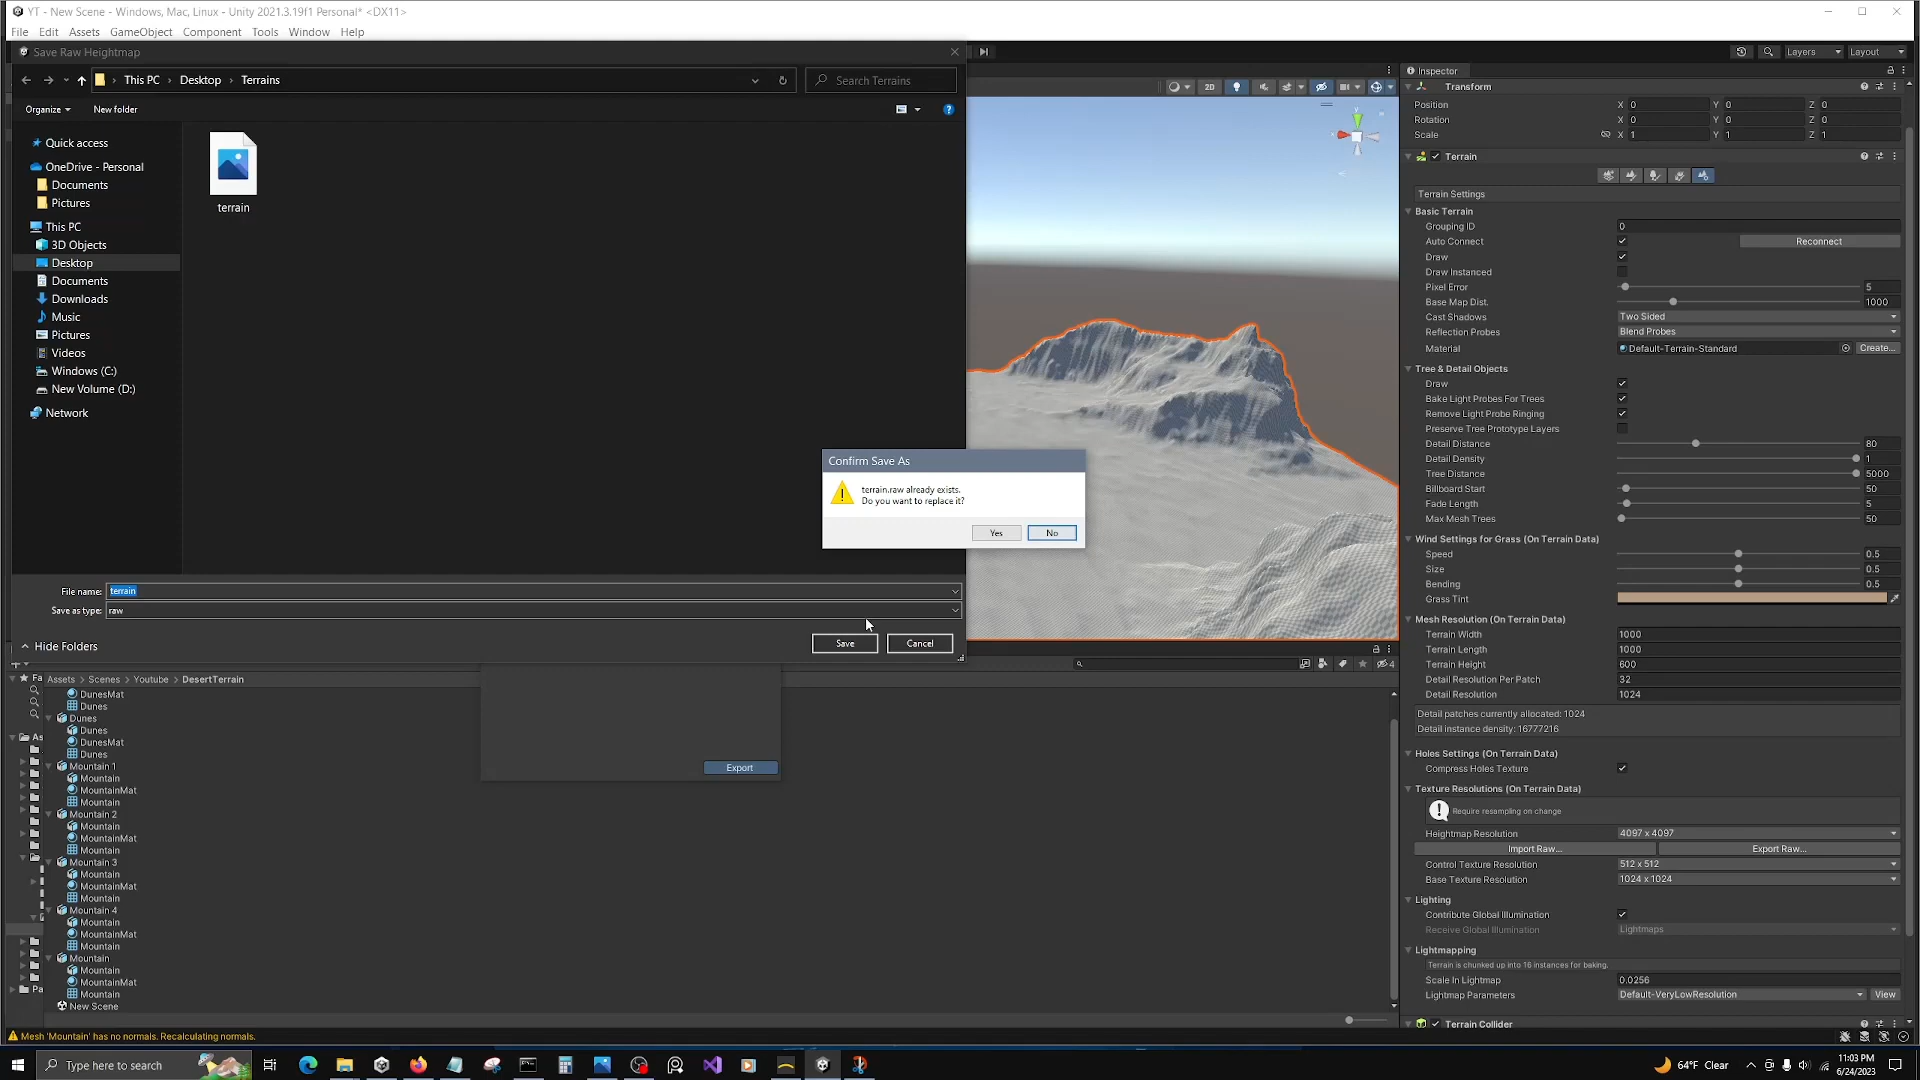 YT - New Scene - Windows, Mac, Linux - Unity 2021.3.19f1 Personal* <DX11>
File Edit Assets GameObject Component Tools Window Help
Save Raw Heightmap
Layers
Layout
This PC > Desktop > Terrains
Search Terrains
Organize
New folder
Quick access
OneDrive - Personal
Documents
Pictures
This PC
3D Objects
Desktop
Documents
Downloads
Music
Pictures
Videos
Windows (C:)
New Volume (D:)
Network
terrain
Confirm Save As
terrain.raw already exists.
Do you want to replace it?
Yes
No
File name: terrain
Save as type: raw
Hide Folders
Save
Cancel
2D
y
Inspector
Transform
Position X 0 Y 0 Z 0
Rotation X 0 Y 0 Z 0
Scale X 1 Y 1 Z 1
Terrain
Terrain Settings
Basic Terrain
Grouping ID 0
Auto Connect Reconnect
Draw
Draw Instanced
Pixel Error 5
Base Map Dist. 1000
Cast Shadows Two Sided
Reflection Probes Blend Probes
Material Default-Terrain-Standard Create...
Tree & Detail Objects
Draw
Bake Light Probes For Trees
Remove Light Probe Ringing
Preserve Tree Prototype Layers
Detail Distance 80
Detail Density 1
Tree Distance 5000
Billboard Start 50
Fade Length 5
Max Mesh Trees 50
Wind Settings for Grass (On Terrain Data)
Speed 0.5
Size 0.5
Bending 0.5
Grass Tint
Mesh Resolution (On Terrain Data)
Terrain Width 1000
Terrain Length 1000
Terrain Height 600
Detail Resolution Per Patch 32
Detail Resolution 1024
Detail patches currently allocated: 1024
Detail instance density: 16777216
Holes Settings (On Terrain Data)
Compress Holes Texture
Texture Resolutions (On Terrain Data)
Require resampling on change
Heightmap Resolution 4097 x 4097
Import Raw... Export Raw...
Control Texture Resolution 512 x 512
Base Texture Resolution 1024 x 1024
Lighting
Contribute Global Illumination
Receive Global Illumination Lightmaps
Lightmapping
Terrain is chunked up into 16 instances for baking.
Scale In Lightmap 0.0256
Lightmap Parameters Default-VeryLowResolution View
Terrain Collider
4
Fa
As
Pa
Assets > Scenes > Youtube > DesertTerrain
DunesMat
Dunes
Dunes
Dunes
DunesMat
Dunes
Mountain 1
Mountain
MountainMat
Mountain
Mountain 2
Mountain
MountainMat
Mountain
Mountain 3
Mountain
MountainMat
Mountain
Mountain 4
Mountain
MountainMat
Mountain
Mountain
Mountain
MountainMat
Mountain
New Scene
Export
Mesh 'Mountain' has no normals. Recalculating normals.
Type here to search
64°F Clear
11:03 PM
6/24/2023